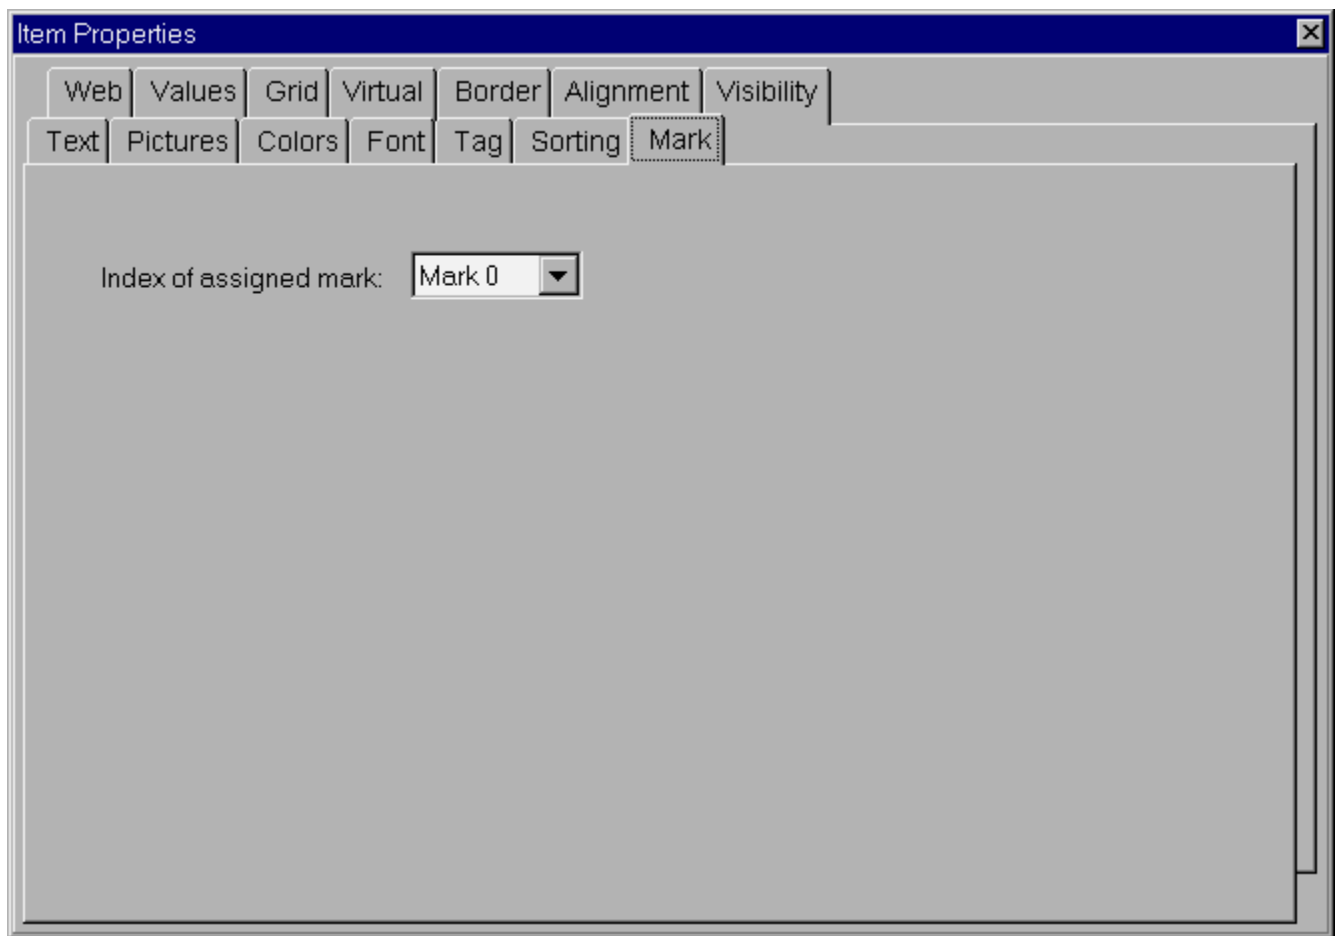 Item Properties
Web Values Grid Virtual Border Alignment Visibility
Text Pictures Colors Font Tag Sorting Mark
Index of assigned mark: Mark 0